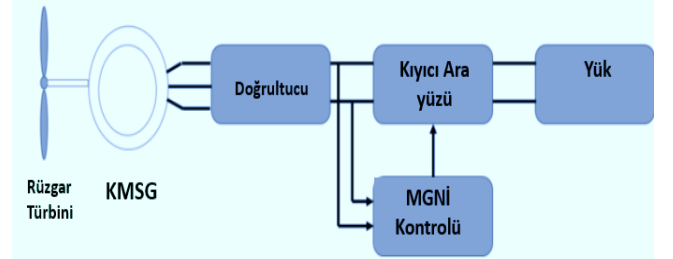 Doğrultucu
Kıyıcı Ara
yüzü
Yük
Rüzgar
Türbini
KMSG
MGNİ
Kontrolü